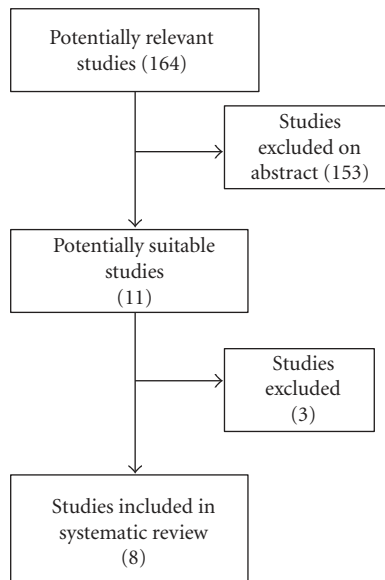 Potentially relevant
studies (164)
Studies
excluded on
abstract (153)
Potentially suitable
studies
(11)
Studies
excluded
(3)
Studies included in
systematic review
(8)